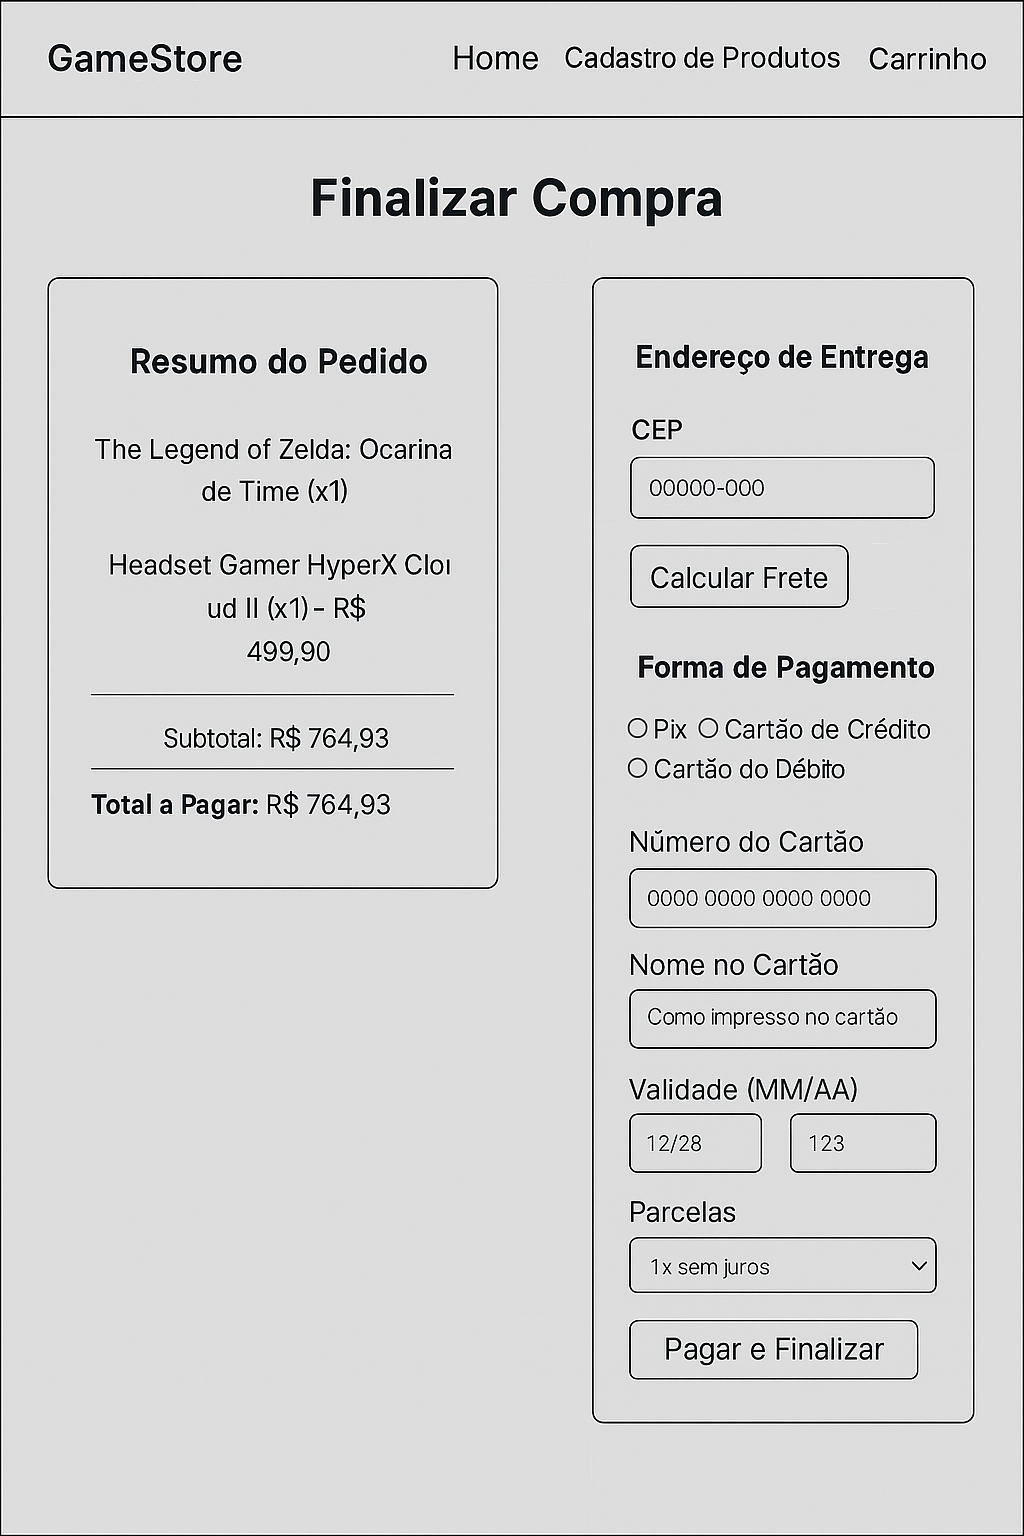 GameStore
Home Cadastro de Produtos Carrinho
Finalizar Compra
Resumo do Pedido
The Legend of Zelda: Ocarina
de Time (x1)
Headset Gamer HyperX Cloı
ud II (x1) - R$
499,90
Subtotal: R$ 764,93
Total a Pagar: R$ 764,93
Endereço de Entrega
CEP
00000-000
Calcular Frete
Forma de Pagamento
Pix Cartão de Crédito
Cartão do Débito
Nŭmero do Cartăo
0000 0000 0000 0000
Nome no Cartăo
Como impresso no cartăo
Validade (MM/AA)
12/28 123
Parcelas
1x sem juros
Pagar e Finalizar